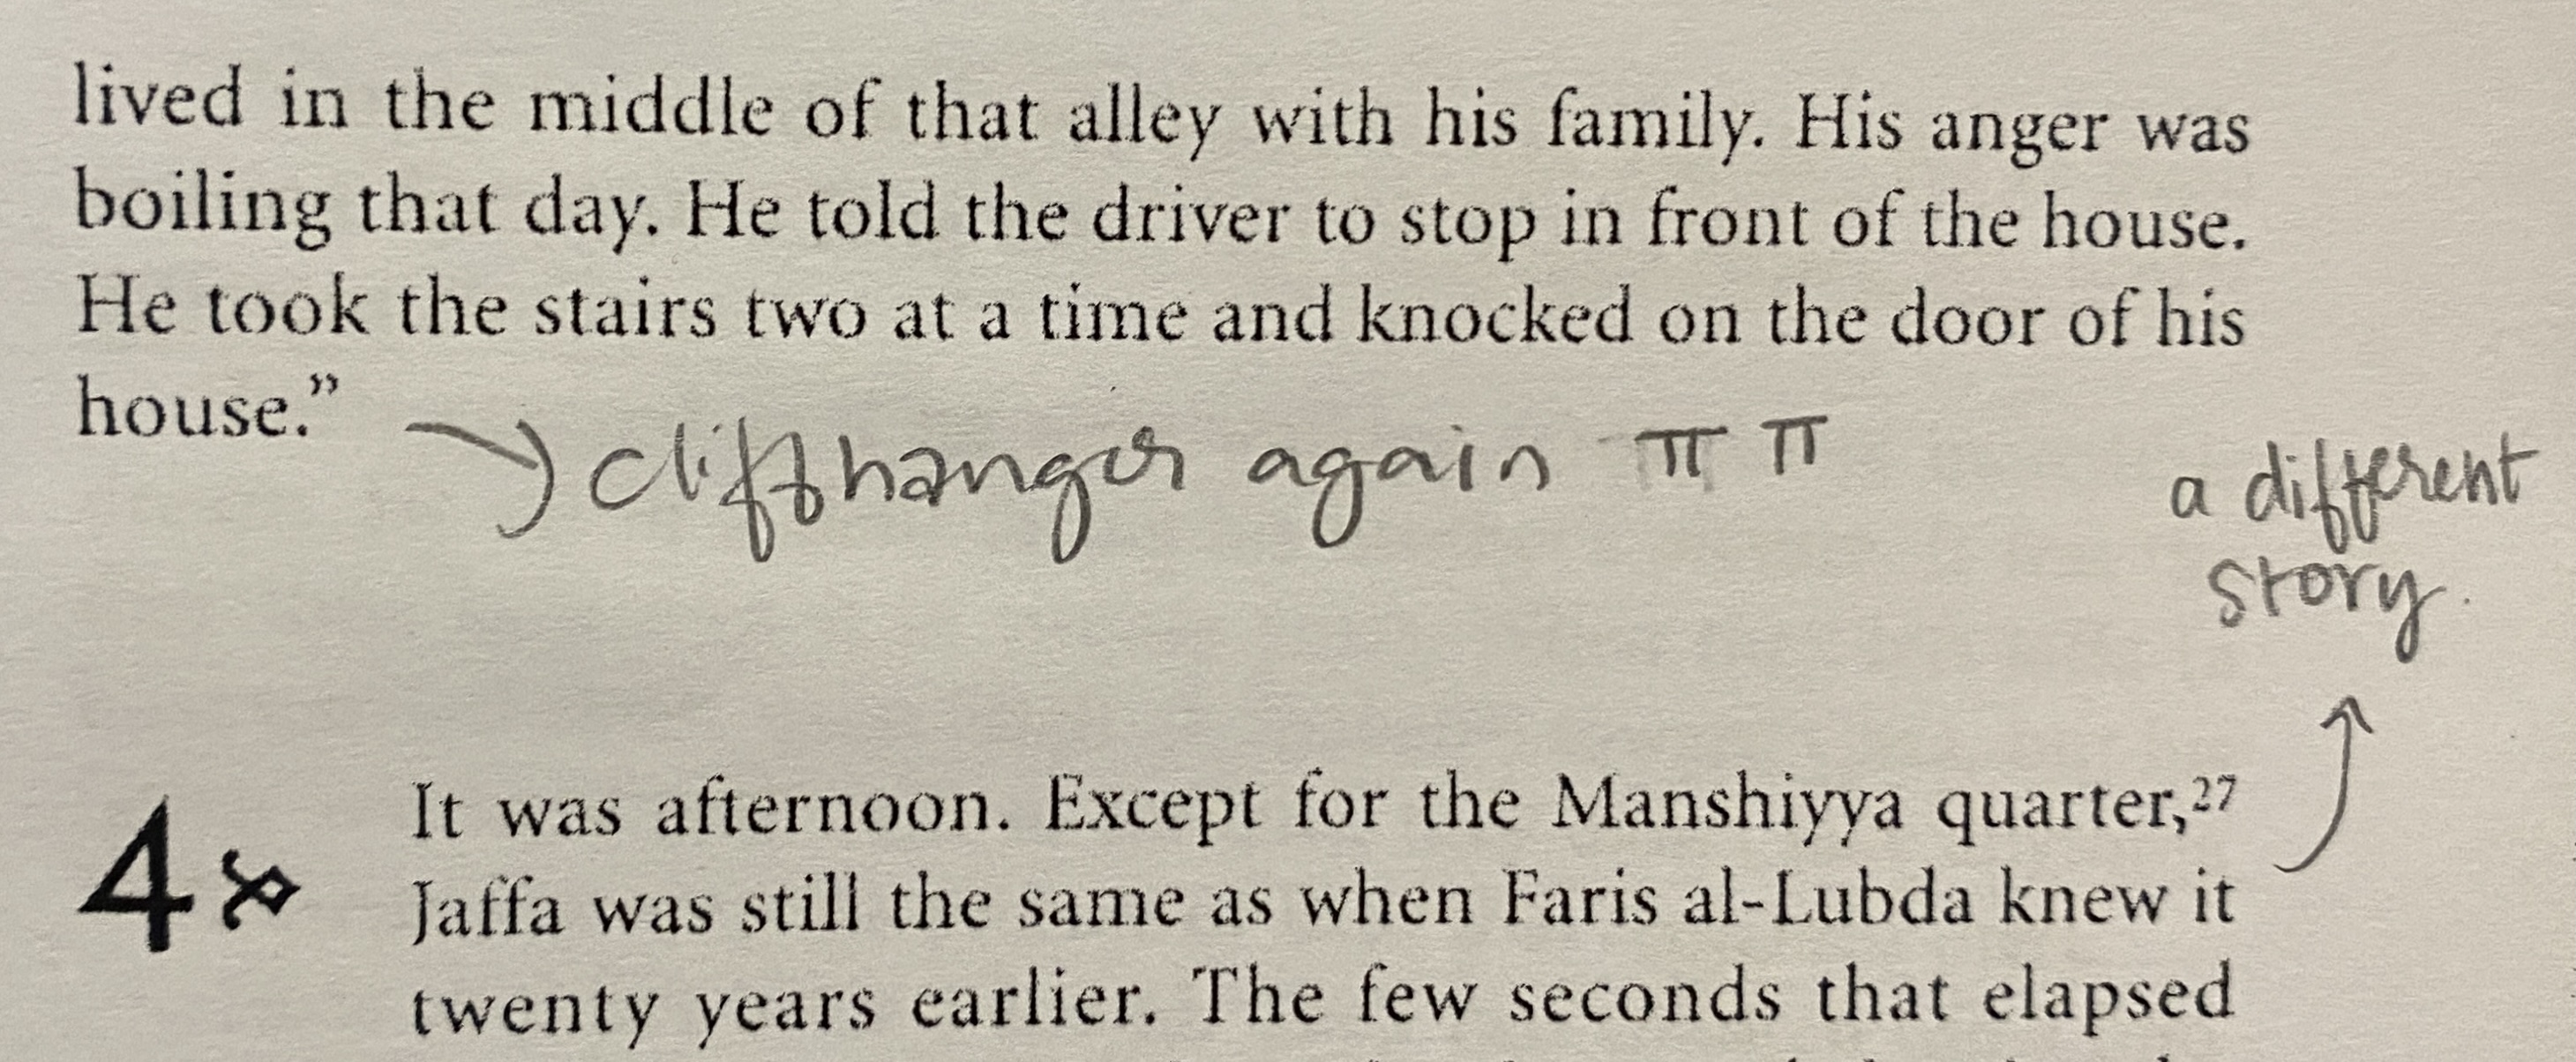 lived in the middle of that alley with his family. His anger was
boiling that day. He told the driver to stop in front of the house.
He took the stairs two at a time and knocked on the door of his
house.”
→ cliffhanger again ㅠㅠ
a different
story.
4 It was afternoon. Except for the Manshiyya quarter,²⁷
Jaffa was still the same as when Faris al-Lubda knew it
twenty years earlier. The few seconds that elapsed